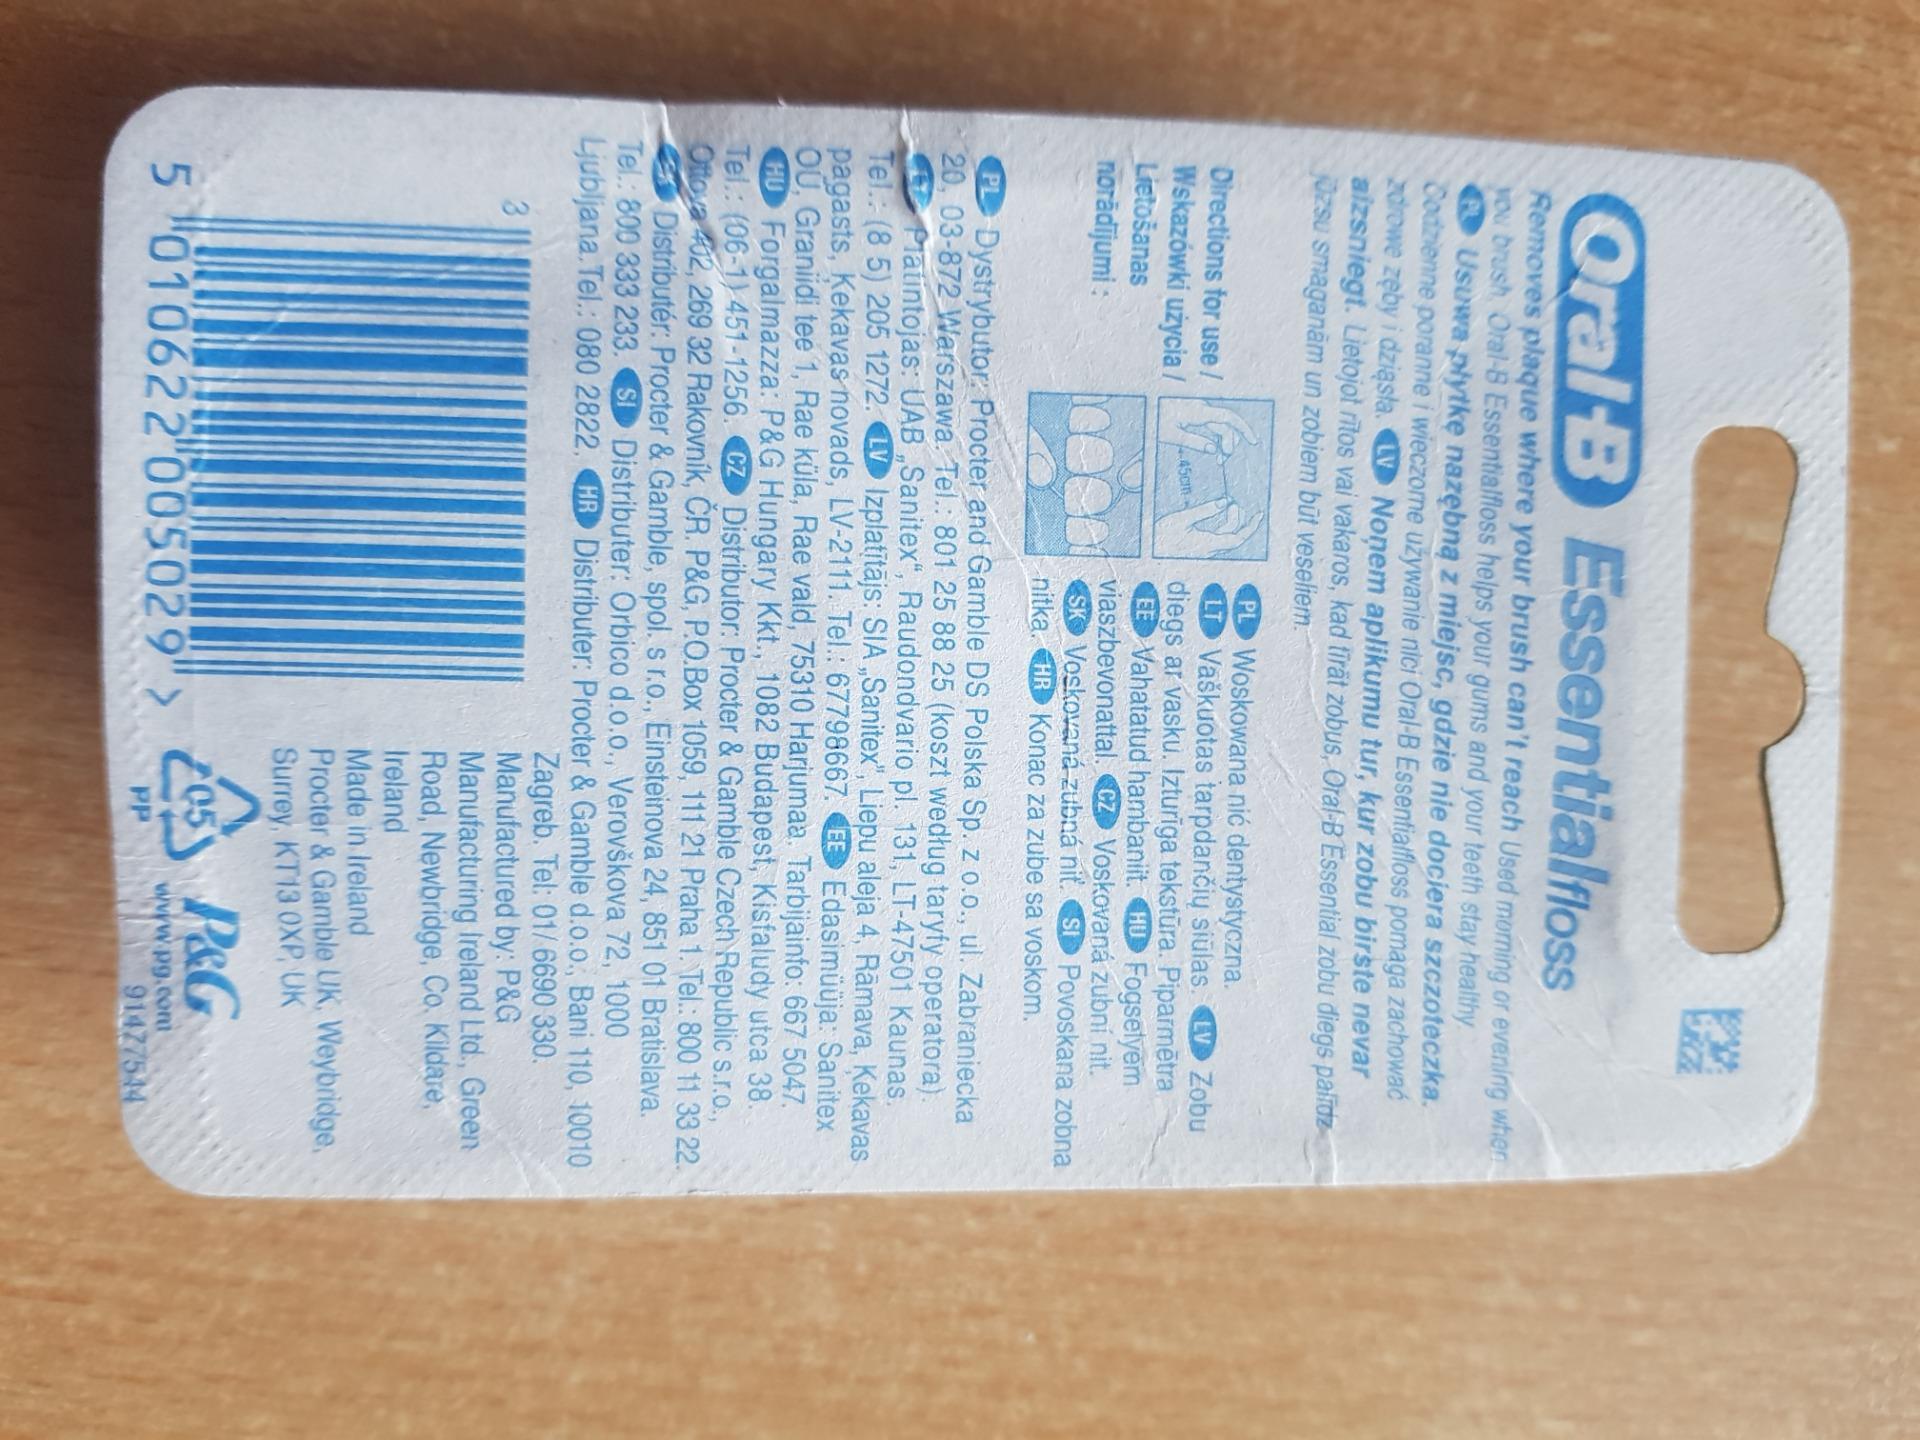 Oral-B Essentialfloss
Removes plaque where your brush can't reach Used morning or evening when
you brush, Oral-B Essentialfloss helps your gums and your teeth stay healthy
PL Usuwa płytkę nazębną z miejsc, gdzie nie dociera szczoteczka.
Codzienne poranne i wieczorne używanie nici Oral-B Essentialfloss pomaga zachować
zdrowe zęby i dziąsła. LV Noņem aplikumu tur, kur zobu birste nevar
aizsniegt. Lietojot rītos vai vakaros, kad tīrāt zobus, Oral-B Essential zobu diegs palīdz
jūsu smaganām un zobiem būt veseliem.
Directions for use /
Wskazówki użycia /
Lietošanas
norādījumi :
45cm
PL Woskowana nić dentystyczna.
LT Vaškuotas tarpdančių siūlas. LV Zobu
diegs ar vasku. Izturīga tekstūra. Piparmētra.
EE Vahatatud hambaniit. HU Fogselyem
viaszbevonattal. CZ Voskovaná zubní nit.
SK Voskovaná zubná niť. SI Povoskana zobna
nitka. HR Konac za zube sa voskom.
PL Dystrybutor: Procter and Gamble DS Polska Sp. z o.o., ul. Zabraniecka
20, 03-872 Warszawa. Tel.: 801 25 88 25 (koszt według taryfy operatora).
LT Platintojas: UAB „Sanitex“, Raudondvario pl. 131, LT-47501 Kaunas.
Tel.: (8 5) 205 1272. LV Izplatītājs: SIA „Sanitex”, Liepu aleja 4, Rāmava, Ķekavas
pagasts, Ķekavas novads, LV-2111. Tel.: 67798667. EE Edasimüüja: Sanitex
OÜ, Graniidi tee 1, Rae küla, Rae vald, 75310 Harjumaa. Tarbijainfo: 667 5047.
HU Forgalmazza: P&G Hungary Kkt., 1082 Budapest, Kisfaludy utca 38.
Tel.: (06-1) 451-1256. CZ Distributor: Procter & Gamble Czech Republic s.r.o.,
Ottova 402, 269 32 Rakovník, ČR. P&G, P.O.Box 1059, 111 21 Praha 1. Tel.: 800 11 33 22.
Distribútér: Procter & Gamble, spol. s r.o., Einsteinova 24, 851 01 Bratislava.
Tel.: 800 333 233. SI Distributer: Orbico d.o.o., Verovškova 72, 1000
Ljubljana.Tel.: 080 2822. HR Distributer: Procter & Gamble d.o.o., Bani 110, 10010
Zagreb. Tel: 01/ 6690 330.
Manufactured by: P&G
Manufacturing Ireland Ltd., Green
Road, Newbridge, Co. Kildare,
Ireland
Made in Ireland
Procter & Gamble UK, Weybridge,
Surrey, KT13 0XP, UK
3
5 010622 005029 >
05
PP
P&G
www.pg.com